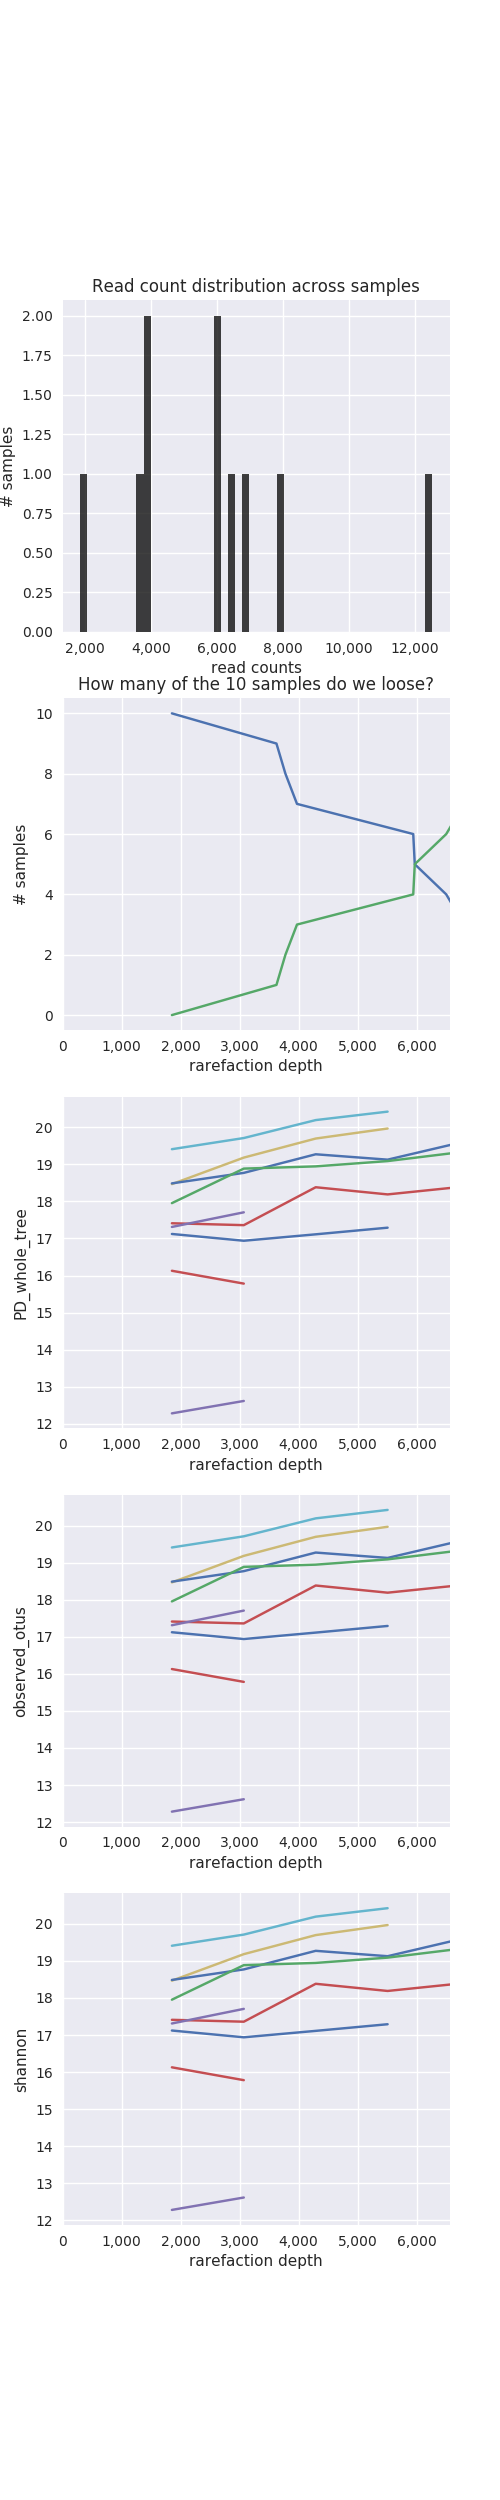 Read count distribution across samples
2.00
1.75
1.50
1.25
1.00
0.75
0.50
0.25
0.00
# samples
2,000 4,000 6,000 8,000 10,000 12,000
read counts
How many of the 10 samples do we loose?
10
8
6
4
2
0
# samples
0 1,000 2,000 3,000 4,000 5,000 6,000
rarefaction depth
20
19
18
17
16
15
14
13
12
PD_whole_tree
0 1,000 2,000 3,000 4,000 5,000 6,000
rarefaction depth
20
19
18
17
16
15
14
13
12
observed_otus
0 1,000 2,000 3,000 4,000 5,000 6,000
rarefaction depth
20
19
18
17
16
15
14
13
12
shannon
0 1,000 2,000 3,000 4,000 5,000 6,000
rarefaction depth